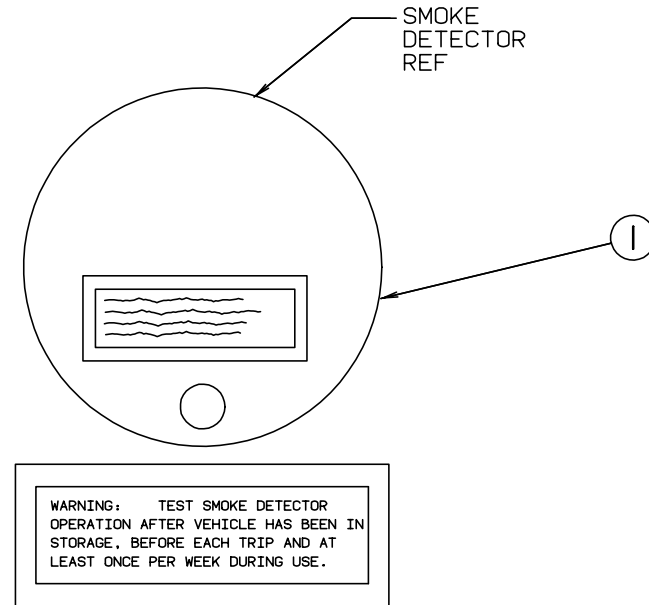 SMOKE
DETECTOR
REF
1
WARNING: TEST SMOKE DETECTOR
OPERATION AFTER VEHICLE HAS BEEN IN
STORAGE, BEFORE EACH TRIP AND AT
LEAST ONCE PER WEEK DURING USE.